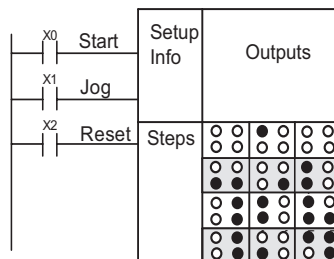 X0
Start
X1
Jog
X2
Reset
Setup
Info
Outputs
Steps